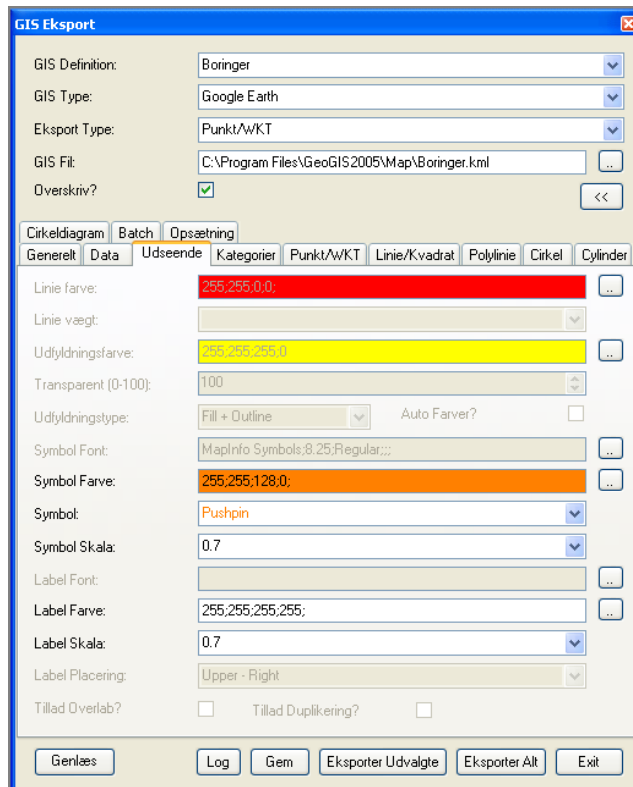 GIS Eksport
GIS Definition: Boringer
GIS Type: Google Earth
Eksport Type: Punkt/WKT
GIS Fil: C:\Program Files\GeoGIS2005\Map\Boringer.kml ..
Overskriv? <<
Cirkeldiagram Batch Opsætning
Generelt Data Udseende Kategorier Punkt/WKT Linie/Kvadrat Polylinie Cirkel Cylinder
Linie farve: 255;255;0;0; ..
Linie vægt:
Udfyldningsfarve: 255;255;255;0 ..
Transparent (0-100): 100
Udfyldningstype: Fill + Outline Auto Farver?
Symbol Font: MapInfo Symbols;8.25;Regular;;; ..
Symbol Farve: 255;255;128;0; ..
Symbol: Pushpin
Symbol Skala: 0.7
Label Font: ..
Label Farve: 255;255;255;255; ..
Label Skala: 0.7
Label Placering: Upper - Right
Tillad Overlab? Tillad Duplikering?
Genlæs Log Gem Eksporter Udvalgte Eksporter Alt Exit